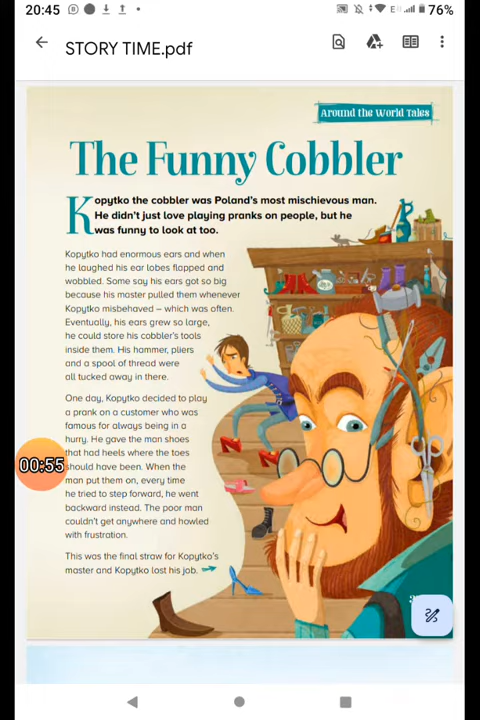 20:45
76%
STORY TIME.pdf
Around the World Tales
The Funny Cobbler
Kopytko the cobbler was Poland's most mischievous man.
He didn't just love playing pranks on people, but he
was funny to look at too.
Kopytko had enormous ears and when
he laughed his ear lobes flapped and
wobbled. Some say his ears got so big
because his master pulled them whenever
Kopytko misbehaved – which was often.
Eventually, his ears grew so large,
he could store his cobbler's tools
inside them. His hammer, pliers
and a spool of thread were
all tucked away in there.
One day, Kopytko decided to play
a prank on a customer who was
famous for always being in a
hurry. He gave the man shoes
that had heels where the toes
should have been. When the
man put them on, every time
he tried to step forward, he went
backward instead. The poor man
couldn't get anywhere and howled
with frustration.
This was the final straw for Kopytko's
master and Kopytko lost his job.
00:55